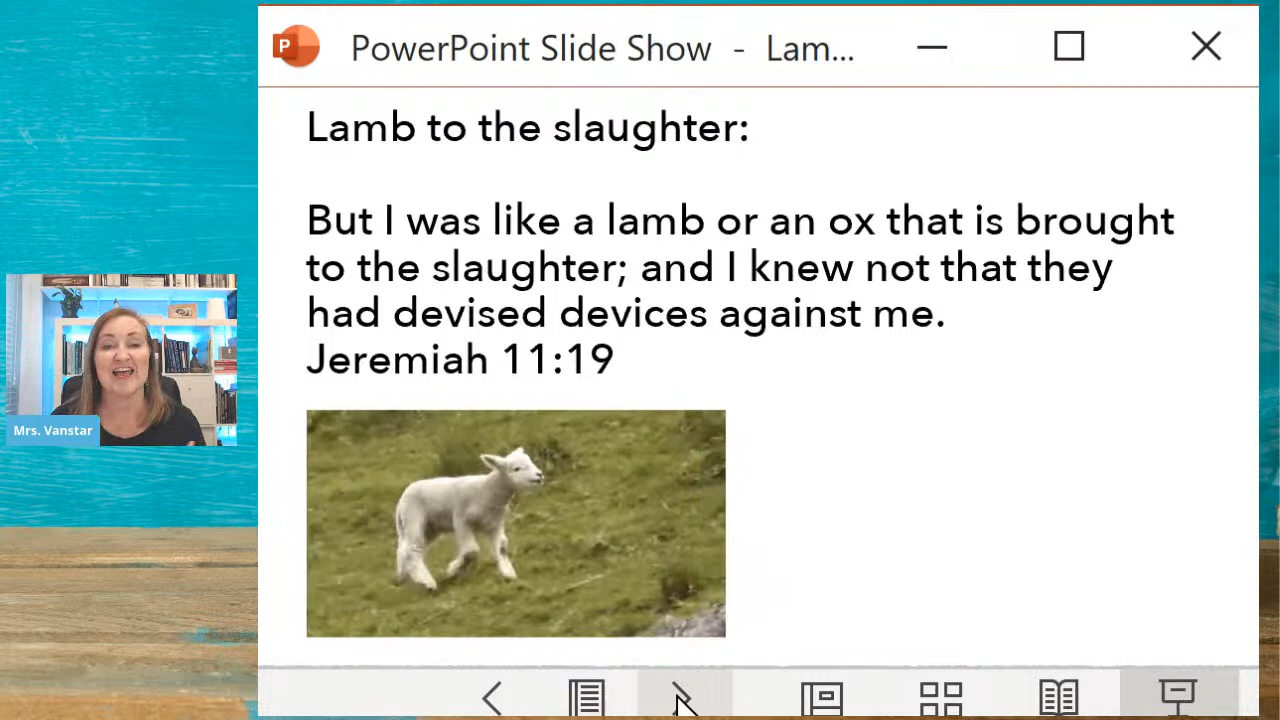 PowerPoint Slide Show - Lam...
Lamb to the slaughter:
But I was like a lamb or an ox that is brought
to the slaughter; and I knew not that they
had devised devices against me.
Jeremiah 11:19
Mrs. Vanstar